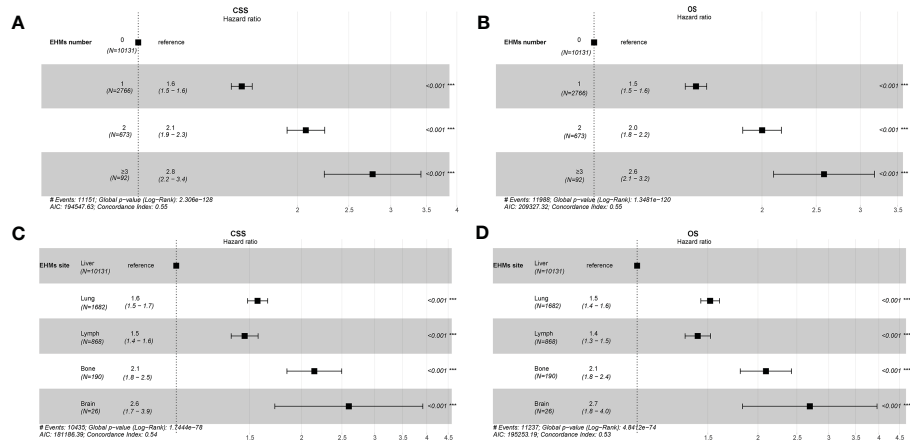 A
CSS
Hazard ratio
EHMs number
0
(N=10131)
reference
1
(N=2766)
1.6
(1.5 − 1.6)
<0.001 ***
2
(N=673)
2.1
(1.9 − 2.3)
<0.001 ***
≥3
(N=92)
2.8
(2.2 − 3.4)
<0.001 ***
# Events: 11151; Global p−value (Log−Rank): 2.306e−128
AIC: 194547.63; Concordance Index: 0.55
2 2.5 3 3.5 4
B
OS
Hazard ratio
EHMs number
0
(N=10131)
reference
1
(N=2766)
1.5
(1.5 − 1.6)
<0.001 ***
2
(N=673)
2.0
(1.8 − 2.2)
<0.001 ***
≥3
(N=92)
2.6
(2.1 − 3.2)
<0.001 ***
# Events: 11988; Global p−value (Log−Rank): 1.3481e−120
AIC: 209327.32; Concordance Index: 0.55
2 2.5 3 3.5
C
CSS
Hazard ratio
EHMs site
Liver
(N=10131)
reference
Lung
(N=1682)
1.6
(1.5 − 1.7)
<0.001 ***
Lymph
(N=868)
1.5
(1.4 − 1.6)
<0.001 ***
Bone
(N=190)
2.1
(1.8 − 2.5)
<0.001 ***
Brain
(N=26)
2.6
(1.7 − 3.9)
<0.001 ***
# Events: 10435; Global p−value (Log−Rank): 1.7444e−78
AIC: 181186.39; Concordance Index: 0.54
1.5 2 2.5 3 3.5 4 4.5
D
OS
Hazard ratio
EHMs site
Liver
(N=10131)
reference
Lung
(N=1682)
1.5
(1.4 − 1.6)
<0.001 ***
Lymph
(N=868)
1.4
(1.3 − 1.5)
<0.001 ***
Bone
(N=190)
2.1
(1.8 − 2.4)
<0.001 ***
Brain
(N=26)
2.7
(1.8 − 4.0)
<0.001 ***
# Events: 11237; Global p−value (Log−Rank): 4.8412e−74
AIC: 195253.19; Concordance Index: 0.53
1.5 2 2.5 3 3.5 4 4.5